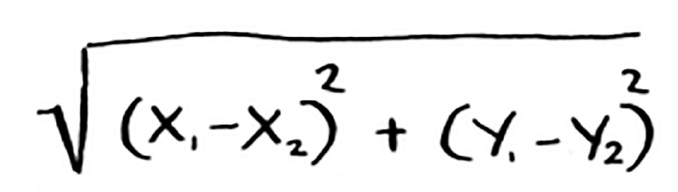 √((X₁-X₂)² + (Y₁-Y₂)²)